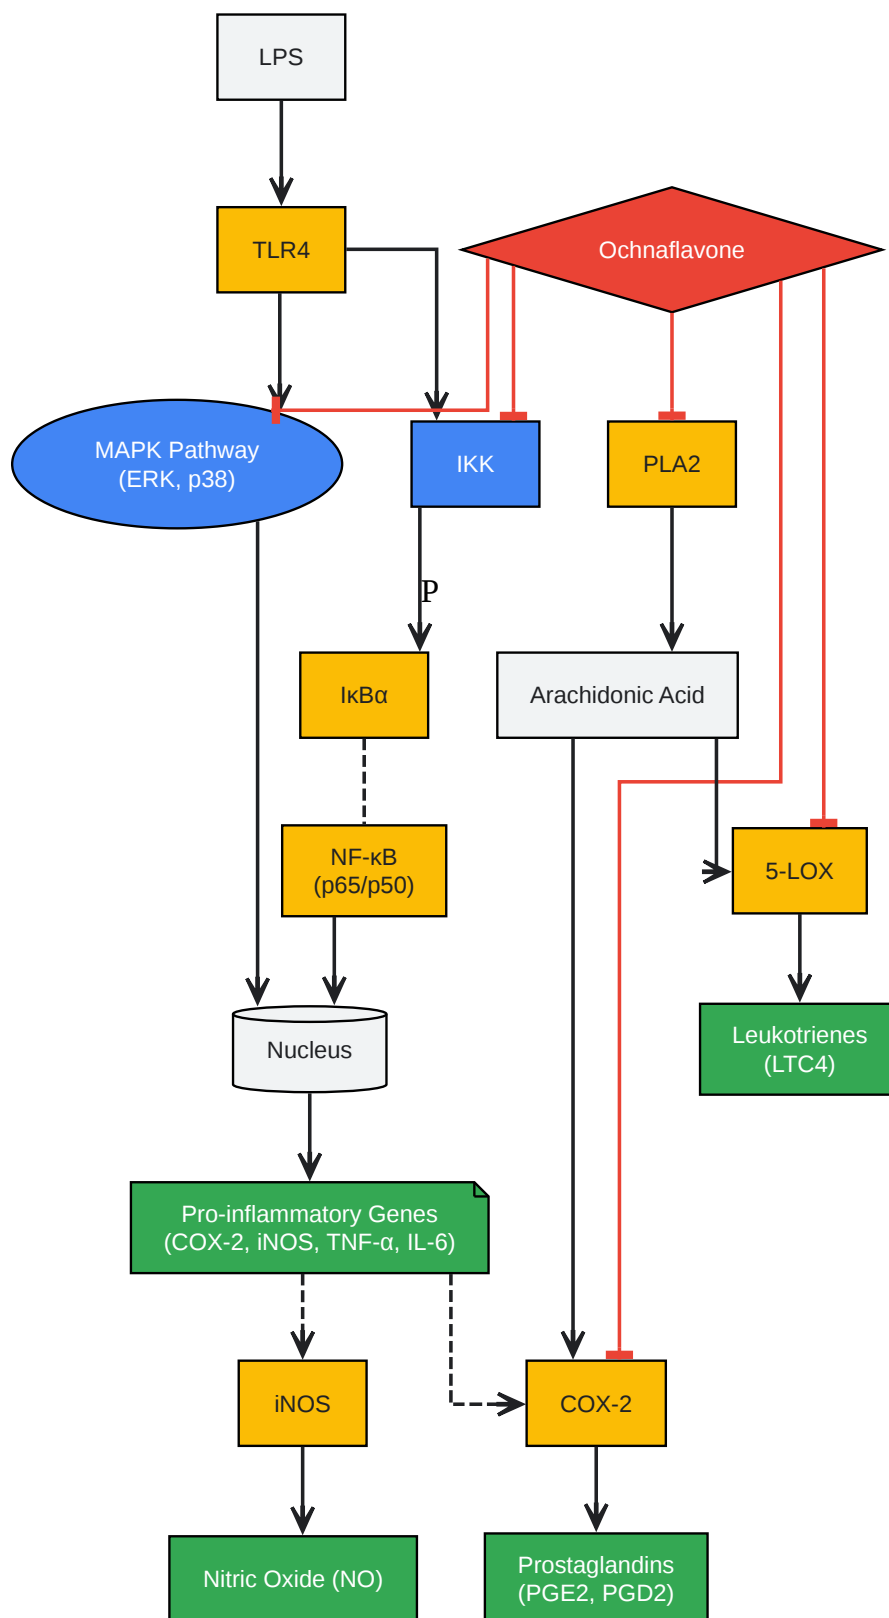 LPS
TLR4
Ochnaflavone
MAPK Pathway
(ERK, p38)
IKK
PLA2
P
IκBα
Arachidonic Acid
NF-κB
(p65/p50)
5-LOX
Nucleus
Leukotrienes
(LTC4)
Pro-inflammatory Genes
(COX-2, iNOS, TNF-α, IL-6)
iNOS
COX-2
Nitric Oxide (NO)
Prostaglandins
(PGE2, PGD2)